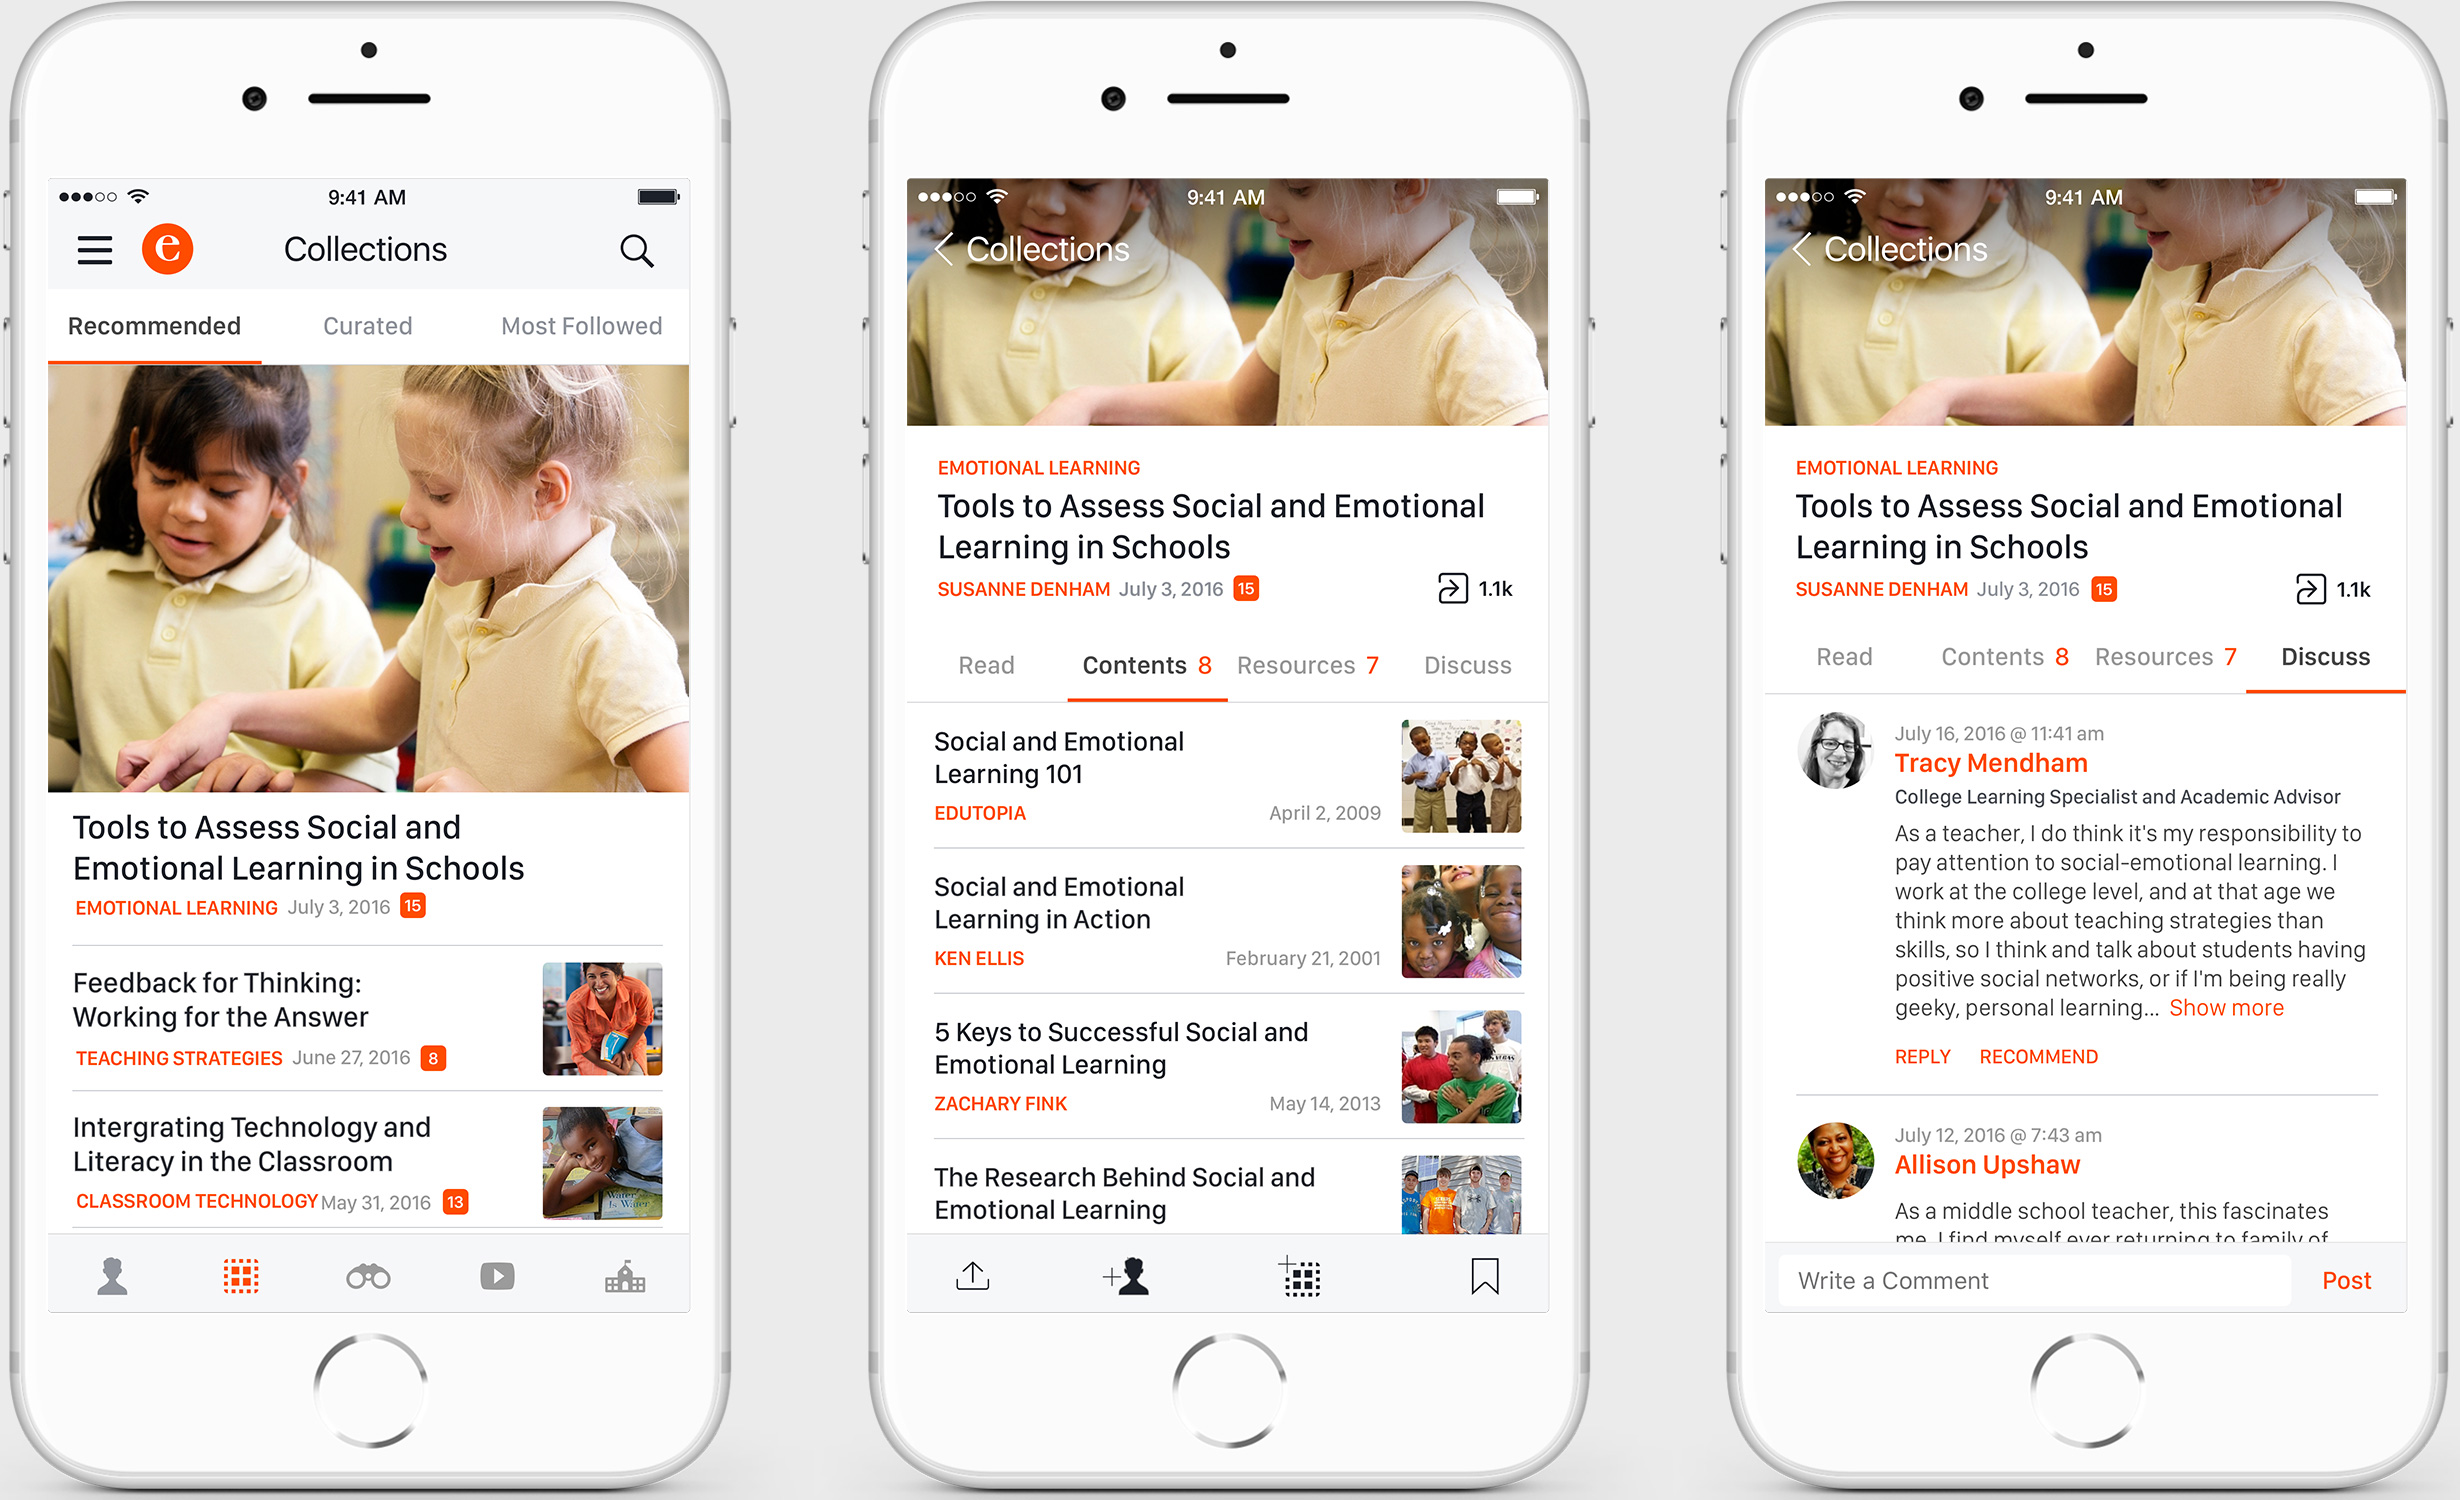 9:41 AM
e
Collections
Recommended Curated Most Followed
Tools to Assess Social and
Emotional Learning in Schools
EMOTIONAL LEARNING July 3, 2016 15
Feedback for Thinking:
Working for the Answer
TEACHING STRATEGIES June 27, 2016 8
Intergrating Technology and
Literacy in the Classroom
CLASSROOM TECHNOLOGY May 31, 2016 13
Water
Is Water
9:41 AM
Collections
EMOTIONAL LEARNING
Tools to Assess Social and Emotional
Learning in Schools
SUSANNE DENHAM July 3, 2016 15 1.1k
Read Contents 8 Resources 7 Discuss
Social and Emotional
Learning 101
EDUTOPIA April 2, 2009
Social and Emotional
Learning in Action
KEN ELLIS February 21, 2001
5 Keys to Successful Social and
Emotional Learning
ZACHARY FINK May 14, 2013
The Research Behind Social and
Emotional Learning
9:41 AM
Collections
EMOTIONAL LEARNING
Tools to Assess Social and Emotional
Learning in Schools
SUSANNE DENHAM July 3, 2016 15 1.1k
Read Contents 8 Resources 7 Discuss
July 16, 2016 @ 11:41 am
Tracy Mendham
College Learning Specialist and Academic Advisor
As a teacher, I do think it's my responsibility to
pay attention to social-emotional learning. I
work at the college level, and at that age we
think more about teaching strategies than
skills, so I think and talk about students having
positive social networks, or if I'm being really
geeky, personal learning... Show more
REPLY RECOMMEND
July 12, 2016 @ 7:43 am
Allison Upshaw
As a middle school teacher, this fascinates
me. I find myself ever returning to family of
Write a Comment Post